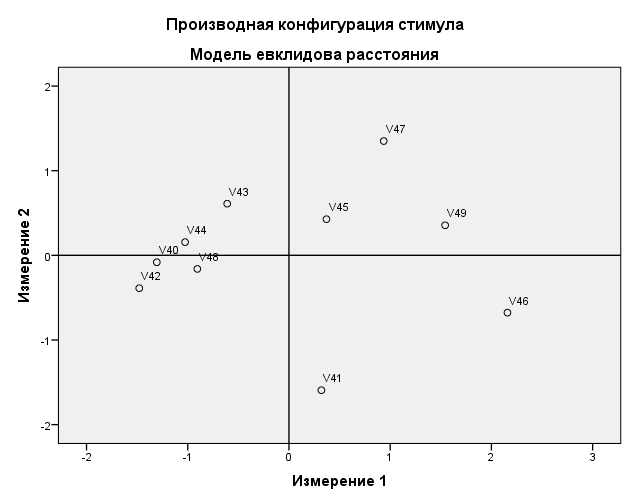 Производная конфигурация стимула
Модель евклидова расстояния
2
V47
1
V43
V45
V49
V44
V40
V48
0
V42
V46
-1
V41
-2
-2 -1 0 1 2 3
Измерение 2
Измерение 1